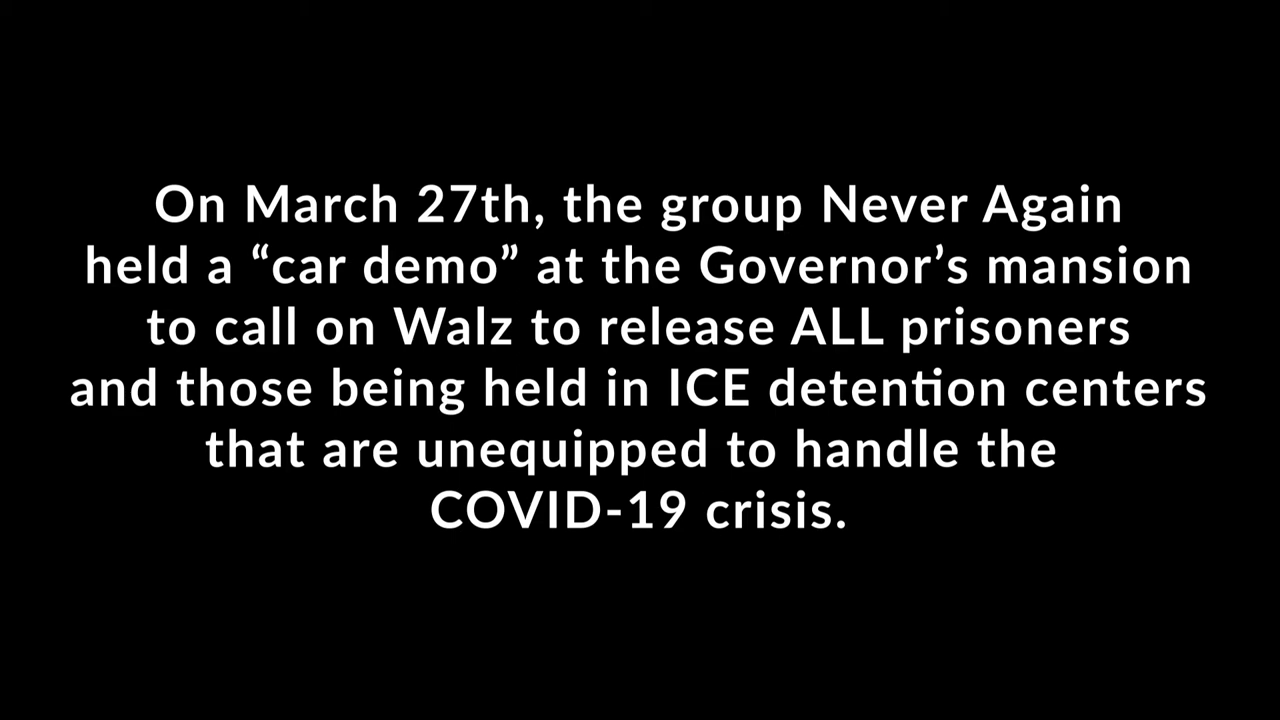 On March 27th, the group Never Again
held a “car demo” at the Governor’s mansion
to call on Walz to release ALL prisoners
and those being held in ICE detention centers
that are unequipped to handle the
COVID-19 crisis.